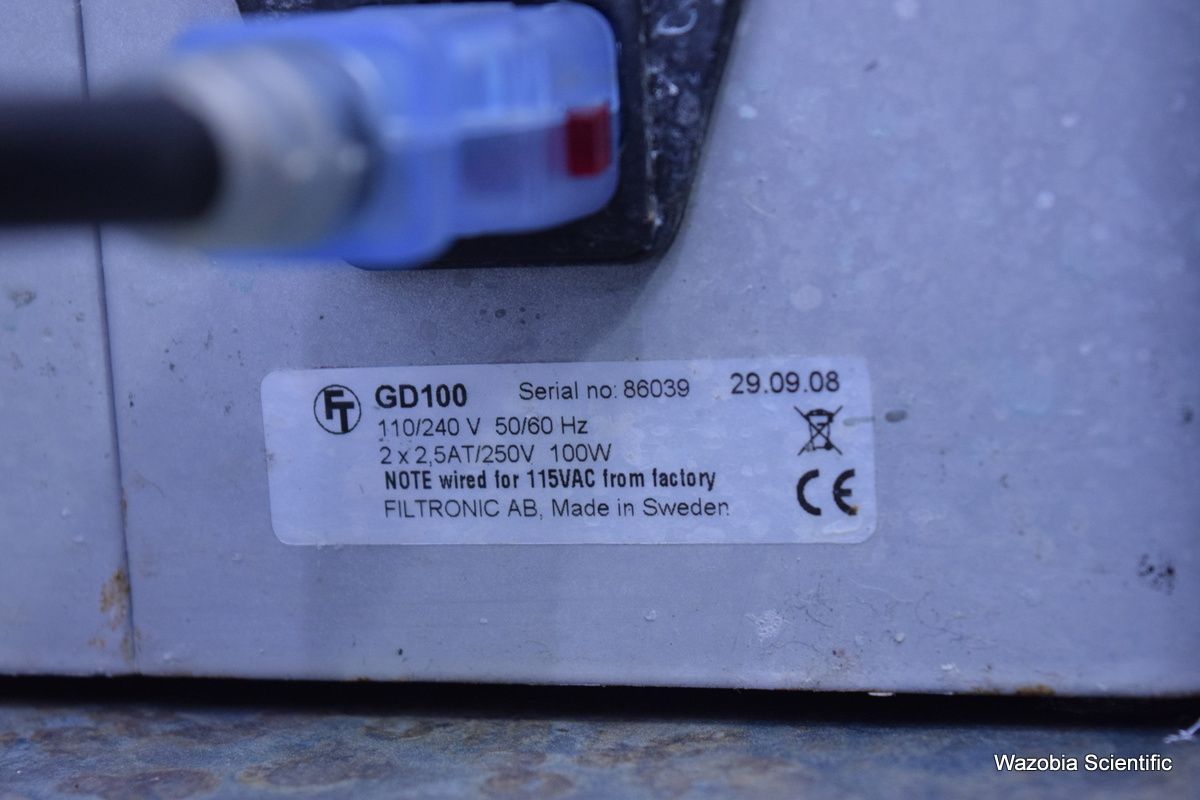 FT GD100 Serial no: 86039 29.09.08
110/240 V 50/60 Hz
2 x 2,5AT/250V 100W
NOTE wired for 115VAC from factory
FILTRONIC AB, Made in Sweden
CE
Wazobia Scientific